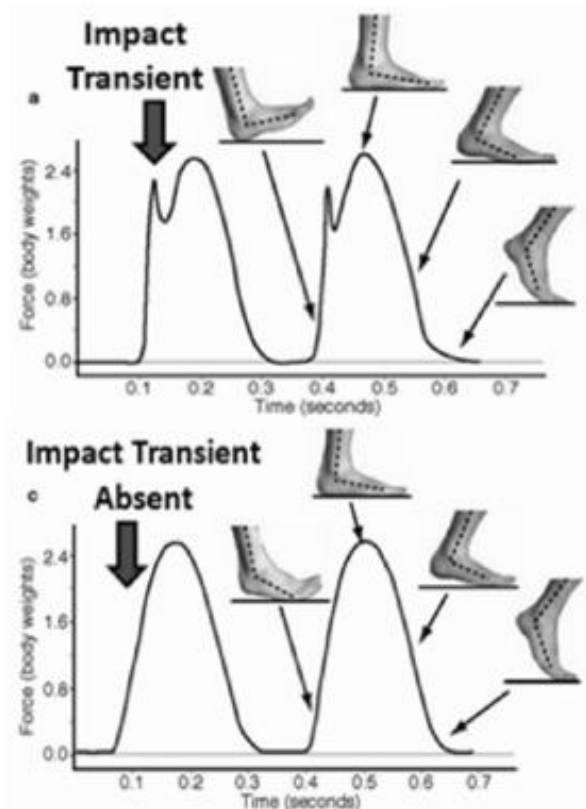 Impact
Transient
a
Force (body weights)
2.4
1.6
0.8
0.0
0.1 0.2 0.3 0.4 0.5 0.6 0.7
Time (seconds)
Impact Transient
Absent
c
Force (body weights)
2.4
1.6
0.8
0.0
0.1 0.2 0.3 0.4 0.5 0.6 0.7
Time (seconds)